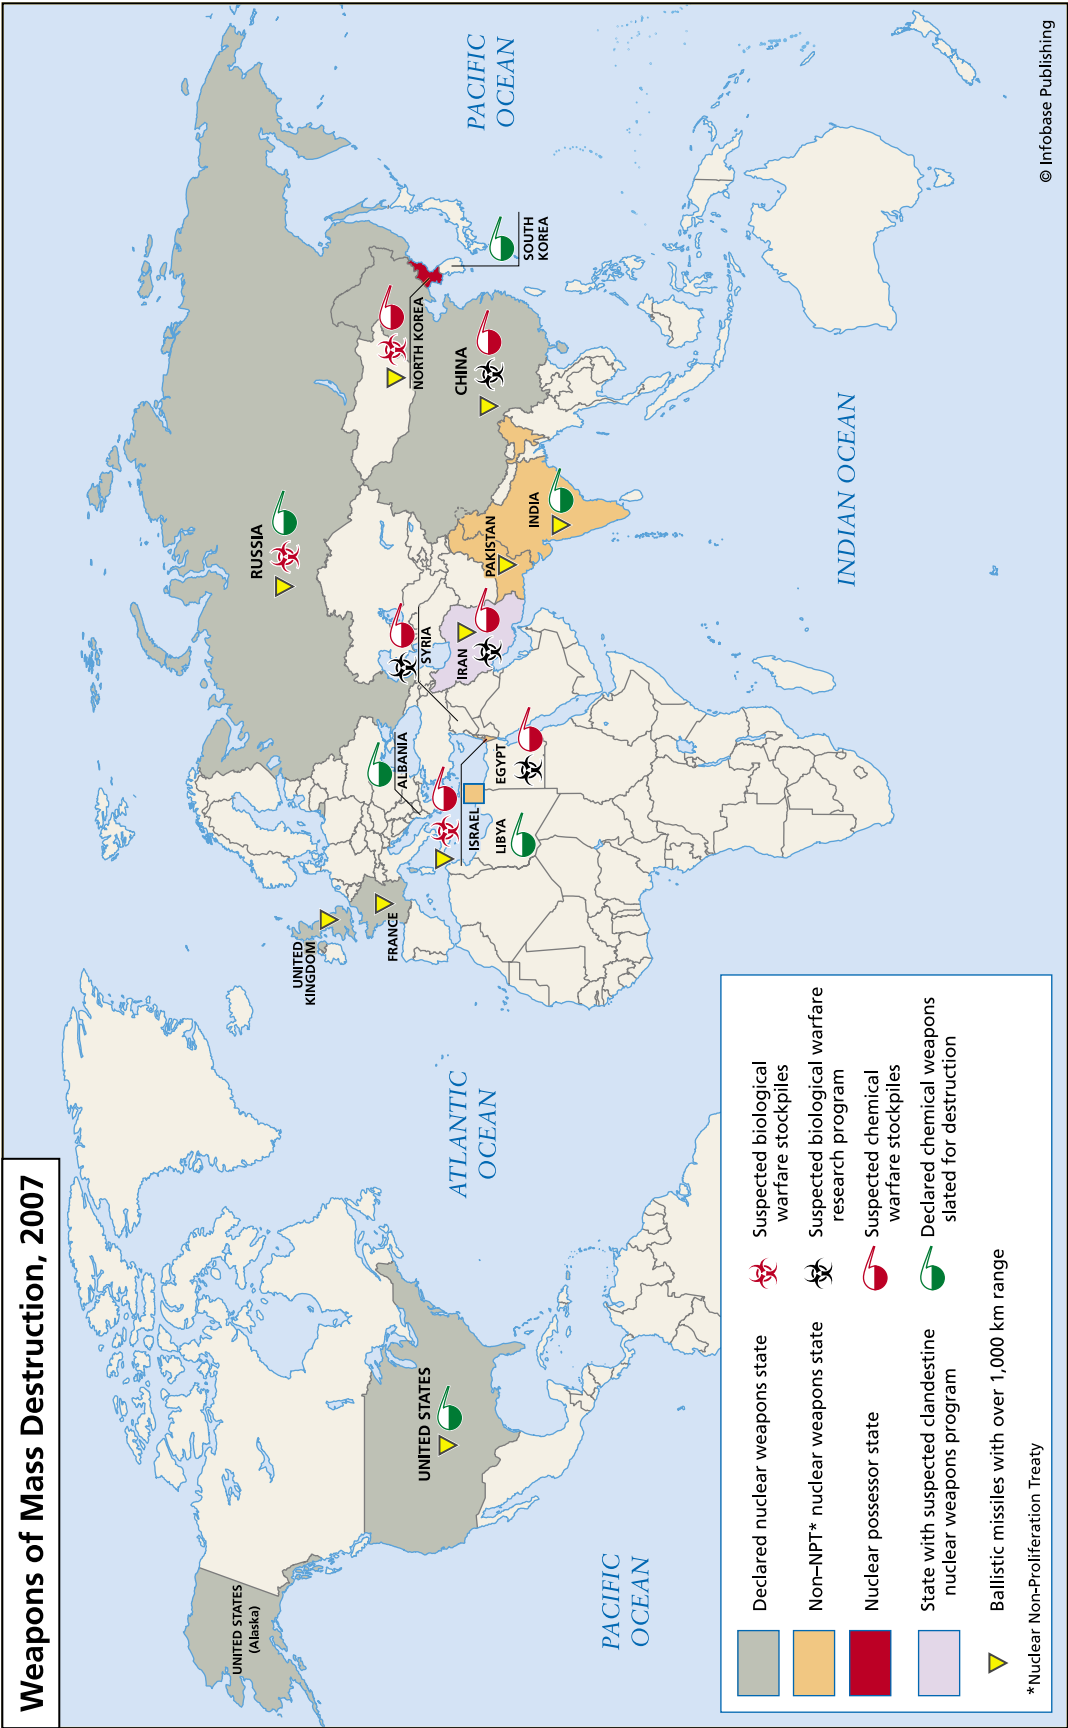 Weapons of Mass Destruction, 2007
UNITED STATES
(Alaska)
UNITED STATES
PACIFIC
OCEAN
ATLANTIC
OCEAN
UNITED
KINGDOM
FRANCE
ALBANIA
ISRAEL
LIBYA
EGYPT
SYRIA
IRAN
RUSSIA
PAKISTAN
INDIA
CHINA
NORTH KOREA
SOUTH
KOREA
INDIAN OCEAN
PACIFIC
OCEAN
Declared nuclear weapons state
Non–NPT* nuclear weapons state
Nuclear possessor state
State with suspected clandestine
nuclear weapons program
Ballistic missiles with over 1,000 km range
Suspected biological
warfare stockpiles
Suspected biological warfare
research program
Suspected chemical
warfare stockpiles
Declared chemical weapons
slated for destruction
*Nuclear Non-Proliferation Treaty
© Infobase Publishing